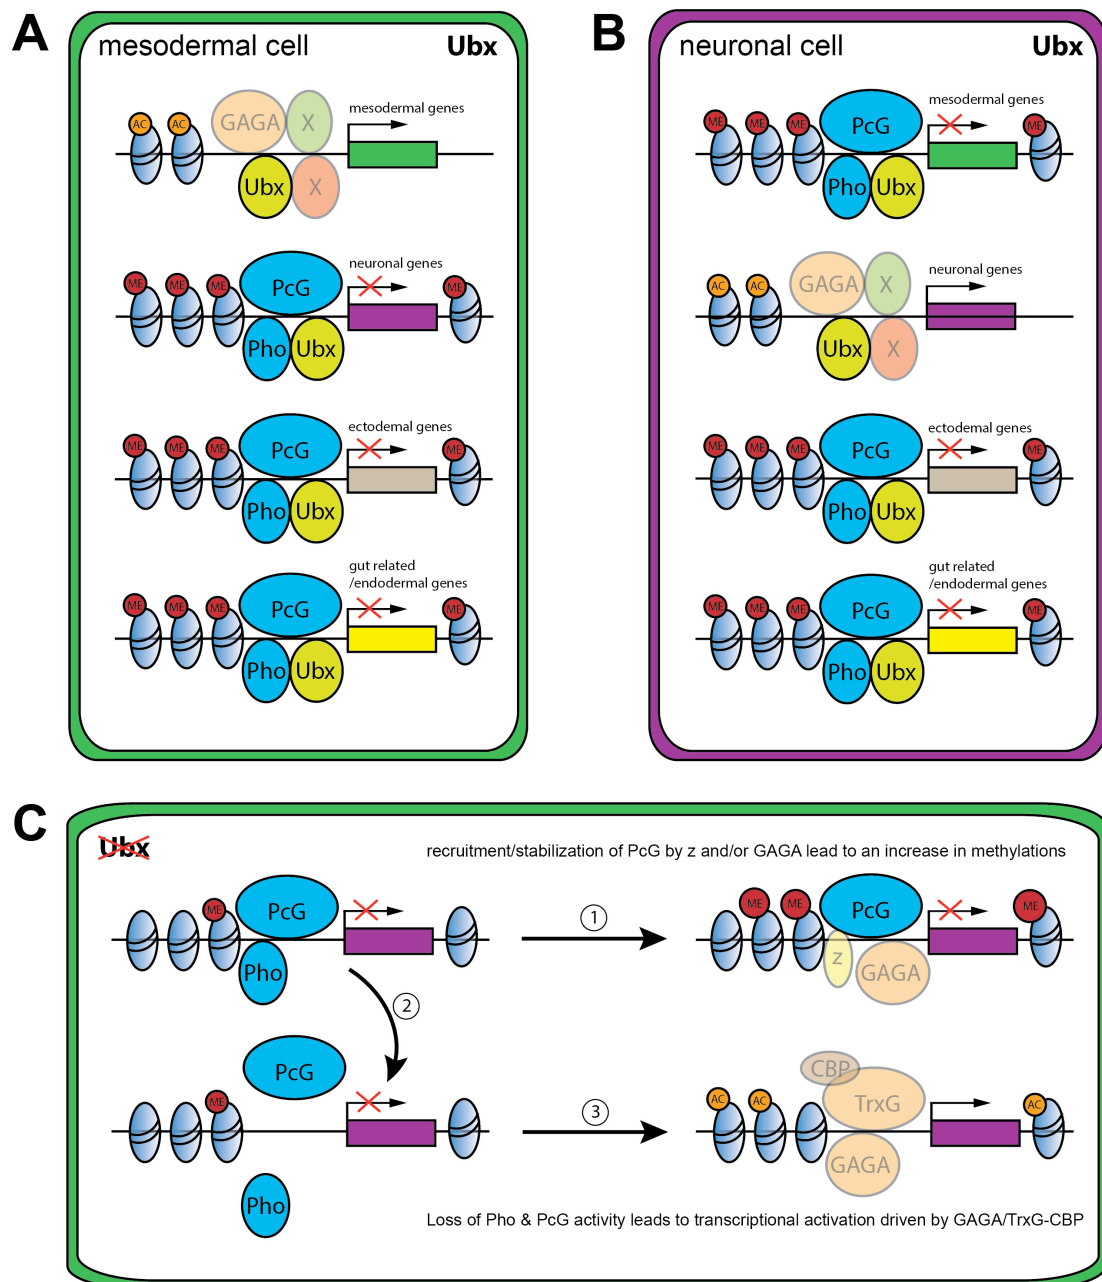 A
mesodermal cell Ubx
mesodermal genes
AC AC GAGA X
Ubx X
neuronal genes
ME ME ME PcG ME
Pho Ubx
ectodemal genes
ME ME ME PcG ME
Pho Ubx
gut related
/endodermal genes
ME ME ME PcG ME
Pho Ubx
B
neuronal cell Ubx
mesodermal genes
ME ME ME PcG ME
Pho Ubx
neuronal genes
AC AC GAGA X
Ubx X
ectodemal genes
ME ME ME PcG ME
Pho Ubx
gut related
/endodermal genes
ME ME ME PcG ME
Pho Ubx
C
Ubx
recruitment/stabilization of PcG by z and/or GAGA lead to an increase in methylations
ME PcG
Pho
1
ME ME PcG ME
z GAGA
2
PcG
ME
Pho
3
CBP
TrxG
AC AC AC
GAGA
Loss of Pho & PcG activity leads to transcriptional activation driven by GAGA/TrxG-CBP